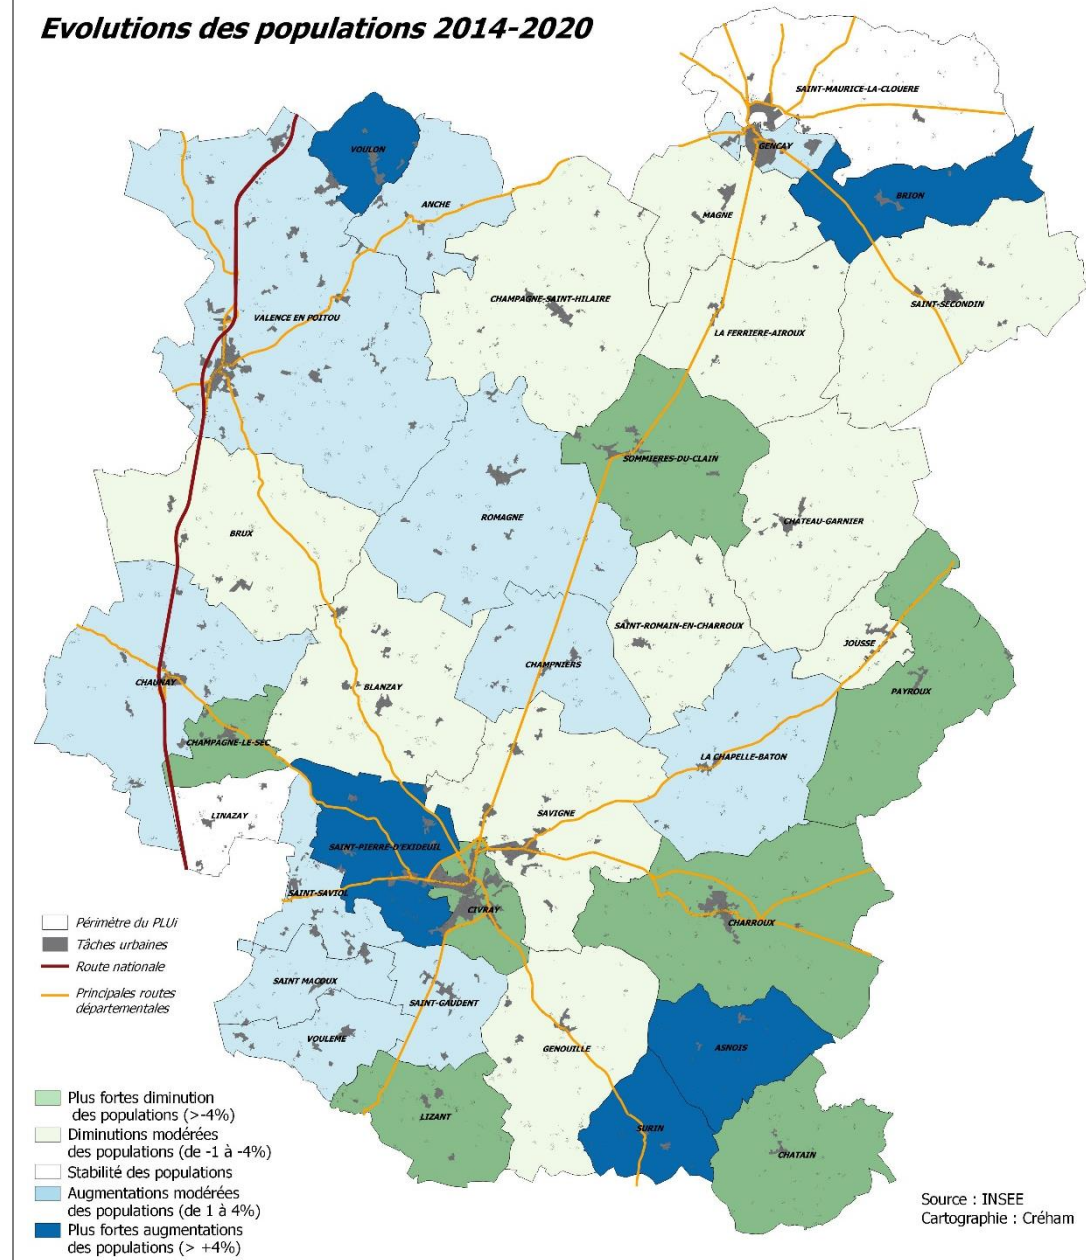 Evolutions des populations 2014-2020
SAINT-MAURICE-LA-CLOUERE
GENCAY
VOULON
BRION
ANCHE
MAGNE
CHAMPAGNE-SAINT-HILAIRE
SAINT-SECONDIN
VALENCE EN POITOU
LA FERRIERE-AIROUX
SOMMIERES-DU-CLAIN
ROMAGNE
CHATEAU-GARNIER
BRUX
SAINT-ROMAIN-EN-CHARROUX
JOUSSE
CHAMPNIERS
CHAUNAY
BLANZAY
PAYROUX
CHAMPAGNE-LE-SEC
LA CHAPELLE-BATON
LINAZAY
SAVIGNE
SAINT-PIERRE-D'EXIDEUIL
SAINT-SAVIOL
CIVRAY
CHARROUX
SAINT MACOUX
SAINT-GAUDENT
VOULEME
GENOUILLE
ASNOIS
LIZANT
SURIN
CHATAIN
Périmètre du PLUi
Tâches urbaines
Route nationale
Principales routes
départementales
Plus fortes diminution
des populations (>-4%)
Diminutions modérées
des populations (de -1 à -4%)
Stabilité des populations
Augmentations modérées
des populations (de 1 à 4%)
Plus fortes augmentations
des populations (> +4%)
Source : INSEE
Cartographie : Créham